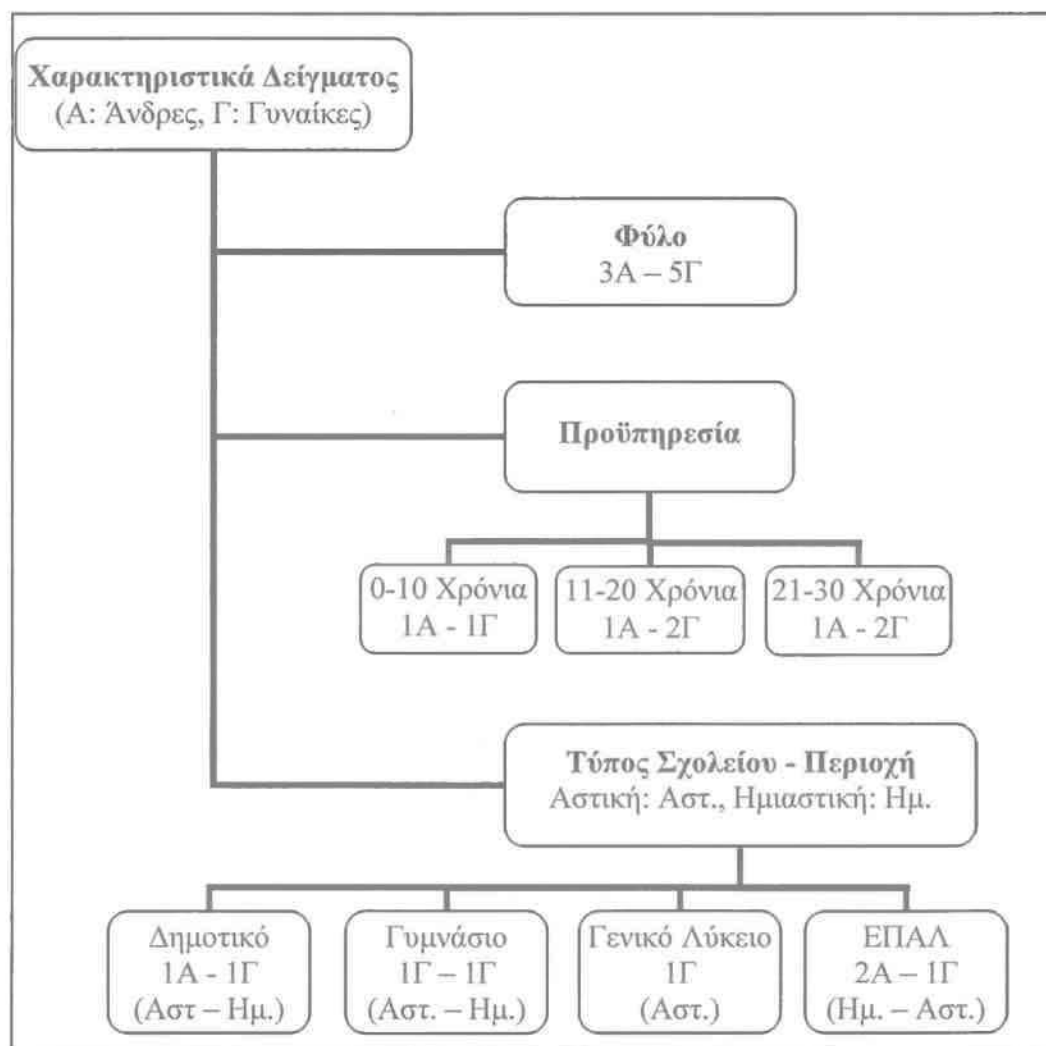 Χαρακτηριστικά Δείγματος
(Α: Άνδρες, Γ: Γυναίκες)
Φύλο
3Α – 5Γ
Προϋπηρεσία
0-10 Χρόνια
1Α - 1Γ
11-20 Χρόνια
1Α - 2Γ
21-30 Χρόνια
1Α - 2Γ
Τύπος Σχολείου - Περιοχή
Αστική: Αστ., Ημιαστική: Ημ.
Δημοτικό
1Α - 1Γ
(Αστ – Ημ.)
Γυμνάσιο
1Γ – 1Γ
(Αστ. – Ημ.)
Γενικό Λύκειο
1Γ
(Αστ.)
ΕΠΑΛ
2Α – 1Γ
(Ημ. – Αστ.)